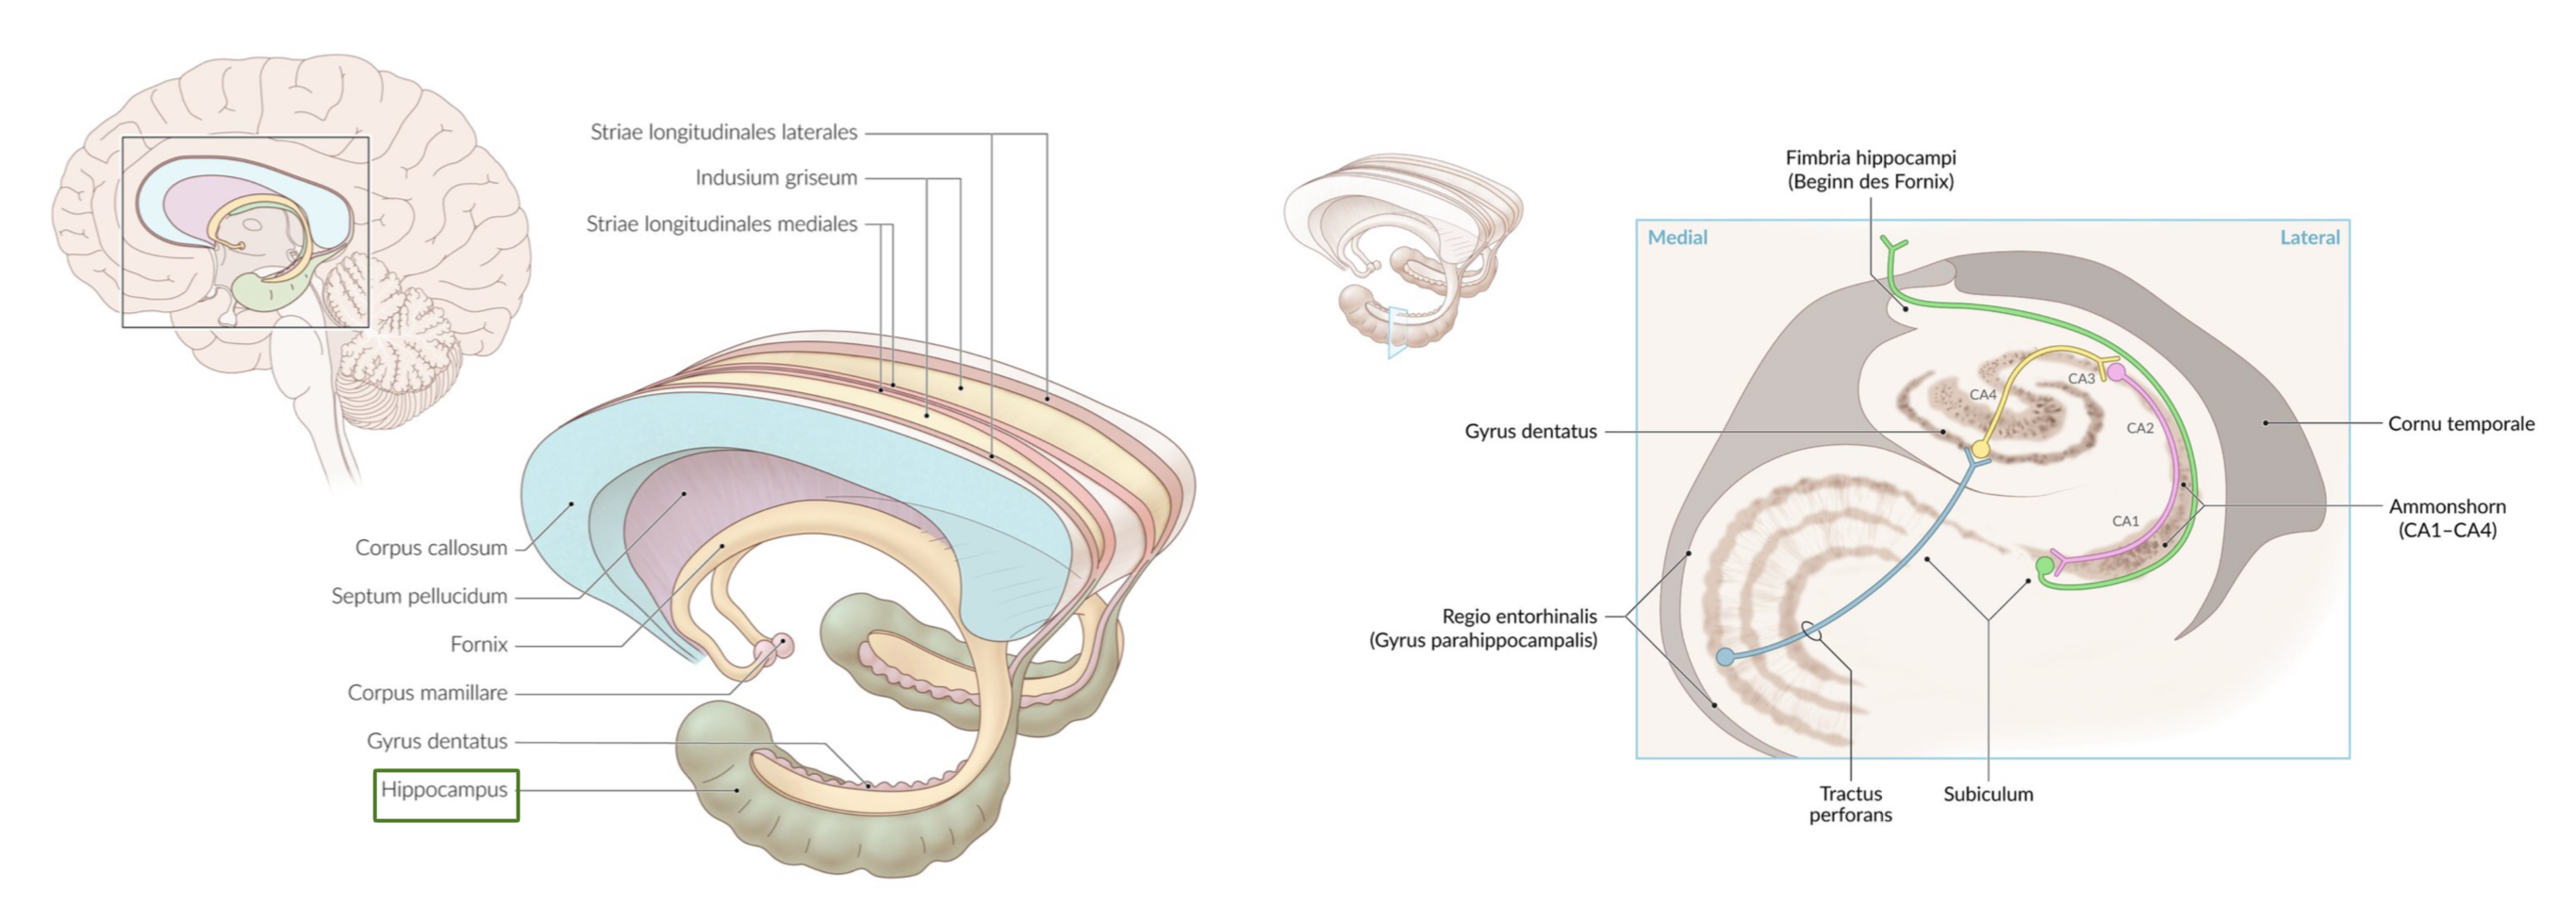 Striae longitudinales laterales
Indusium griseum
Striae longitudinales mediales
Corpus callosum
Septum pellucidum
Fornix
Corpus mamillare
Gyrus dentatus
Hippocampus
Fimbria hippocampi
(Beginn des Fornix)
Medial
Lateral
CA3
CA4
CA2
CA1
Gyrus dentatus
Cornu temporale
Ammonshorn
(CA1–CA4)
Regio entorhinalis
(Gyrus parahippocampalis)
Tractus
perforans
Subiculum